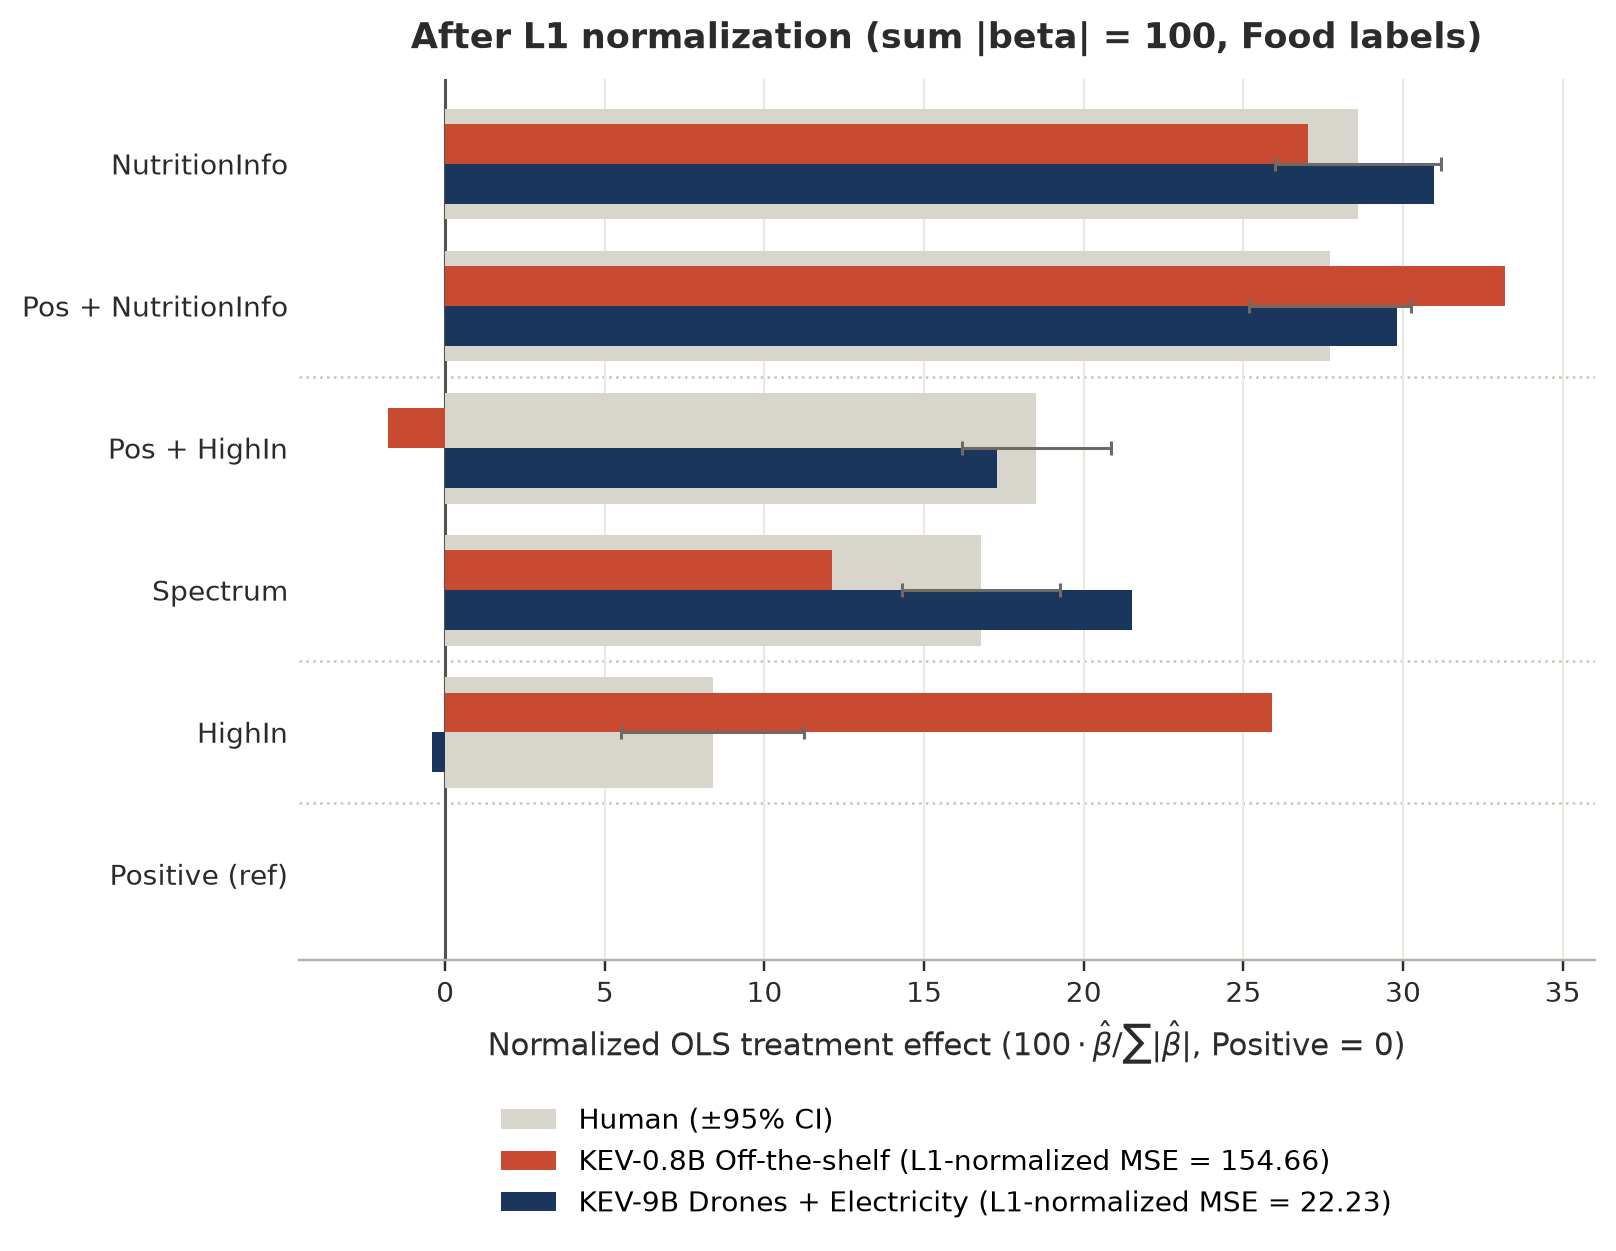 After L1 normalization (sum |beta| = 100, Food labels)
NutritionInfo
Pos + NutritionInfo
Pos + HighIn
Spectrum
HighIn
Positive (ref)
0 5 10 15 20 25 30 35
Normalized OLS treatment effect (100 · β̂/∑|β̂|, Positive = 0)
Human (±95% CI)
KEV-0.8B Off-the-shelf (L1-normalized MSE = 154.66)
KEV-9B Drones + Electricity (L1-normalized MSE = 22.23)